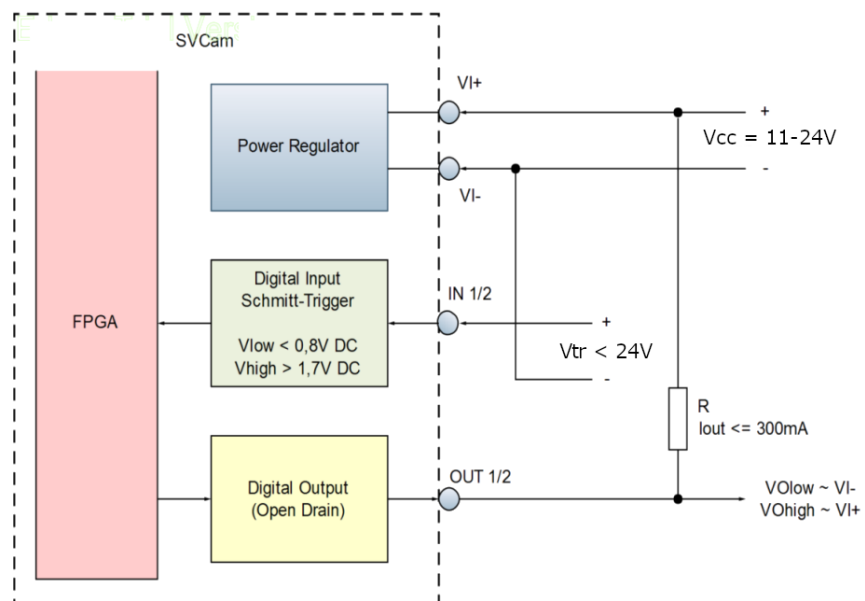 SVCam
VI+
+
Power Regulator
Vcc = 11-24V
-
VI-
Digital Input
Schmitt-Trigger
IN 1/2
FPGA
+
Vlow < 0,8V DC
Vhigh > 1,7V DC
Vtr < 24V
-
R
Iout <= 300mA
OUT 1/2
Digital Output
(Open Drain)
VOlow ~ VI-
VOhigh ~ VI+